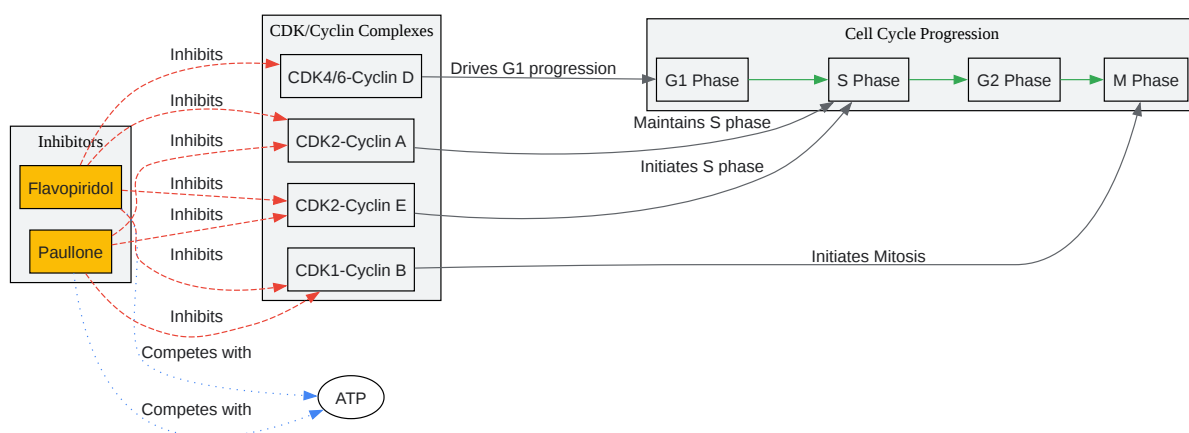 CDK/Cyclin Complexes
Cell Cycle Progression
Inhibits
CDK4/6-Cyclin D
Drives G1 progression
G1 Phase
S Phase
G2 Phase
M Phase
Inhibits
Inhibitors
Inhibits
CDK2-Cyclin A
Maintains S phase
Flavopiridol
Inhibits
CDK2-Cyclin E
Initiates S phase
Inhibits
Paullone
Inhibits
CDK1-Cyclin B
Initiates Mitosis
Inhibits
Competes with
ATP
Competes with